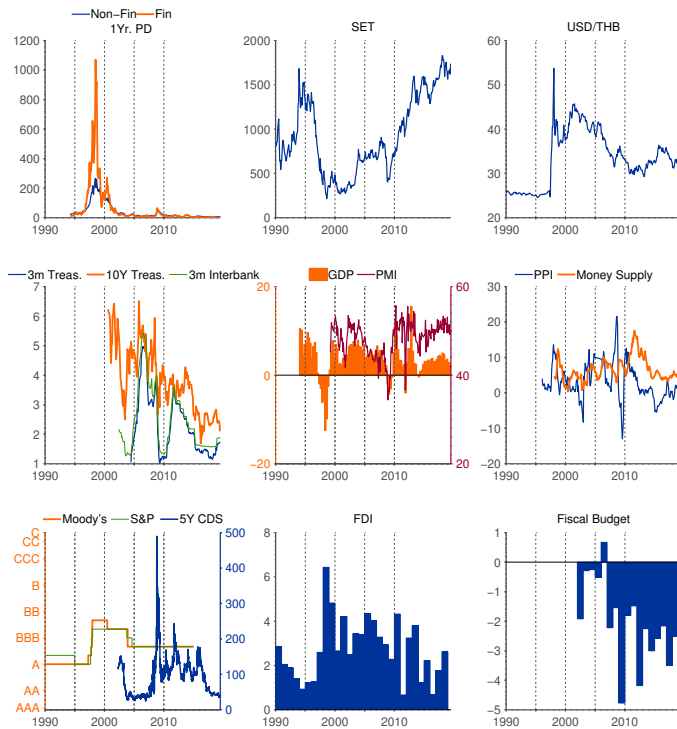 Non−Fin Fin
1Yr. PD
SET
USD/THB
1200
1000
800
600
400
200
0
1990 2000 2010
2000
1500
1000
500
0
1990 2000 2010
60
50
40
30
20
1990 2000 2010
3m Treas. 10Y Treas. 3m Interbank
GDP PMI
PPI Money Supply
7
6
5
4
3
2
1
1990 2000 2010
20
0
−20
60
40
20
1990 2000 2010
30
20
10
0
−10
−20
1990 2000 2010
Moody's S&P 5Y CDS
FDI
Fiscal Budget
C
CC
CCC
B
BB
BBB
A
AA
AAA
500
400
300
200
100
0
1990 2000 2010
8
6
4
2
0
1990 2000 2010
1
0
−1
−2
−3
−4
−5
1990 2000 2010